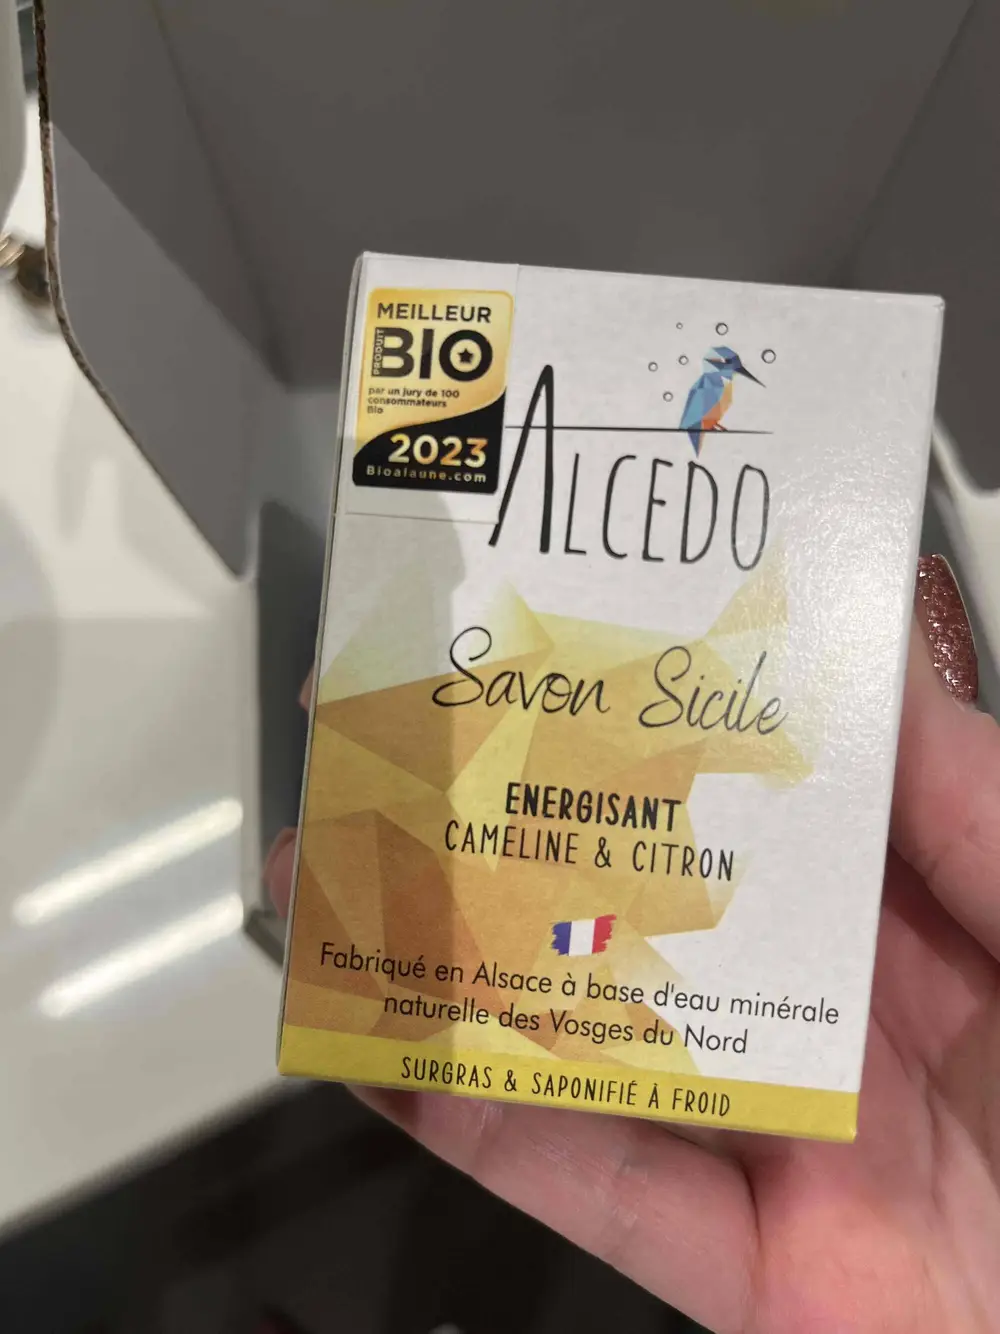 MEILLEUR
PRODUIT
BIO
par un jury de 100
consommateurs
Bio
2023
Bioalaune.com
ALCEDO
Savon Sicile
ENERGISANT
CAMELINE & CITRON
Fabriqué en Alsace à base d'eau minérale
naturelle des Vosges du Nord
SURGRAS & SAPONIFIÉ À FROID